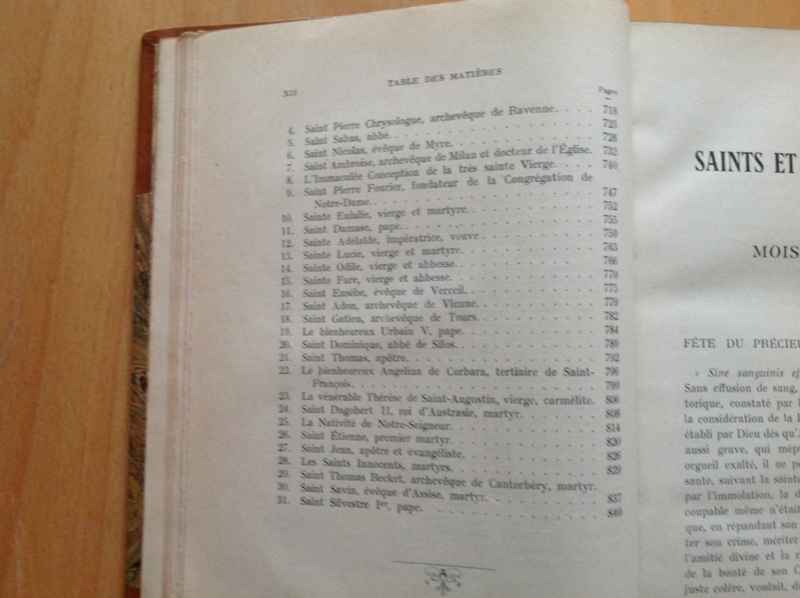 XII TABLE DES MATIÈRES
Pages
4. Saint Pierre Chrysologue, archevêque de Ravenne. . . . . 718
5. Saint Sabas, abbé. . . . . 723
6. Saint Nicolas, évêque de Myre. . . . . 728
7. Saint Ambroise, archevêque de Milan et docteur de l'Église. 732
8. L'Immaculée Conception de la très sainte Vierge. . . . . 740
9. Saint Pierre Fourier, fondateur de la Congrégation de
Notre-Dame. . . . . 747
10. Sainte Eulalie, vierge et martyre. . . . . 752
11. Saint Damase, pape. . . . . 755
12. Sainte Adélaïde, impératrice, veuve . . . . . 759
13. Sainte Lucie, vierge et martyre. . . . . 763
14. Sainte Odile, vierge et abbesse. . . . . 766
15. Sainte Fare, vierge et abbesse. . . . . 770
16. Saint Eusèbe, évêque de Verceil. . . . . 775
17. Saint Adon, archevêque de Vienne. . . . . 779
18. Saint Gatien, archevêque de Tours. . . . . 782
19. Le bienheureux Urbain V, pape. . . . . 784
20. Saint Dominique, abbé de Silos. . . . . 789
21. Saint Thomas, apôtre. . . . . 792
22. Le bienheureux Angelina de Corbara, tertiaire de Saint- 796
François. . . . . 799
23. La vénérable Thérèse de Saint-Augustin, vierge, carmélite. 806
24. Saint Dagobert II, roi d'Austrasie, martyr. . . . . 808
25. La Nativité de Notre-Seigneur. . . . . 814
26. Saint Étienne, premier martyr. . . . . 820
27. Saint Jean, apôtre et évangéliste. . . . . 826
28. Les Saints Innocents, martyrs. . . . . 829
29. Saint Thomas Becket, archevêque de Cantorbéry, martyr.
30. Saint Savin, évêque d'Assise, martyr. . . . . 837
31. Saint Silvestre Ier, pape. . . . . 840
SAINTS ET
MOIS
FÊTE DU PRÉCIEU
« Sine sanguinis ef
Sans effusion de sang,
torique, constaté par l
la considération de la l
établi par Dieu dès qu'
aussi grave, qui mép
orgueil exalté, il ne p
sante, suivant la sainte
par l'immolation, la d
coupable même n'était
que, en répandant son
ter son crime, mériter
l'amitié divine et la r
de la bonté de son C
juste colère, voulait, d